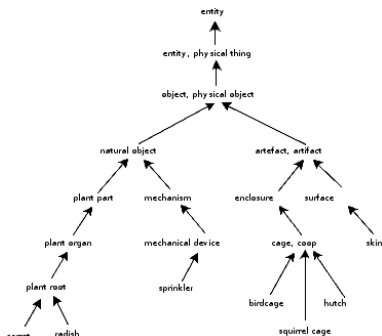 entity
entity, physical thing
object, physical object
natural object artefact, artifact
plant part mechanism enclosure surface
plant organ mechanical device cage, coop skin
plant root sprinkler
birdcage hutch
radish squirrel cage